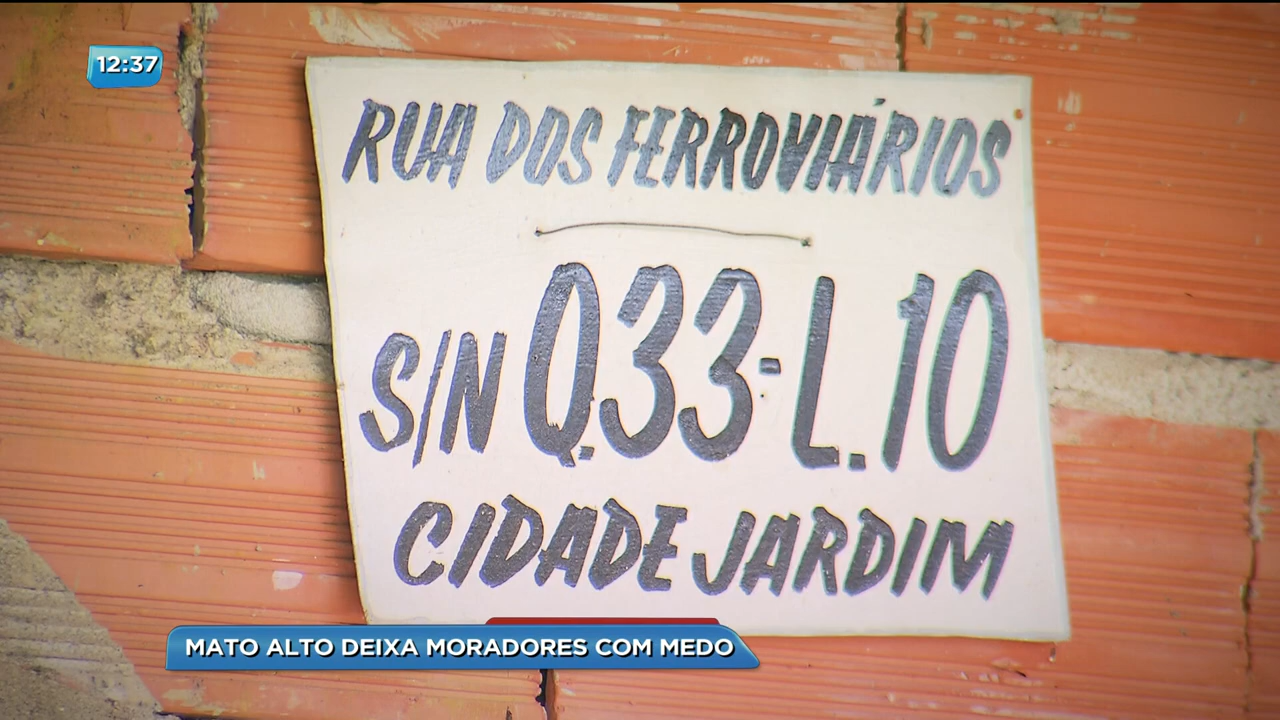 12:37
RUA DOS FERROVIÁRIOS
S/N Q.33-L.10
CIDADE JARDIM
MATO ALTO DEIXA MORADORES COM MEDO